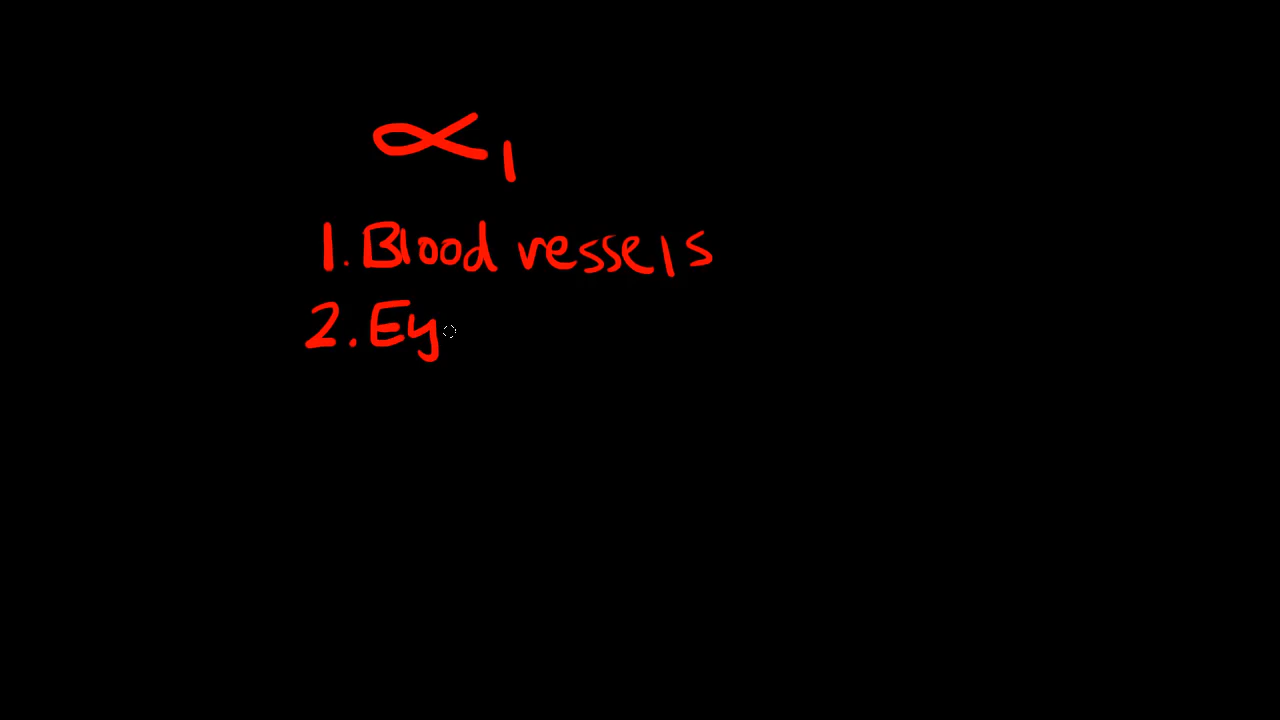 α₁
1. Blood vessels
2. Ey